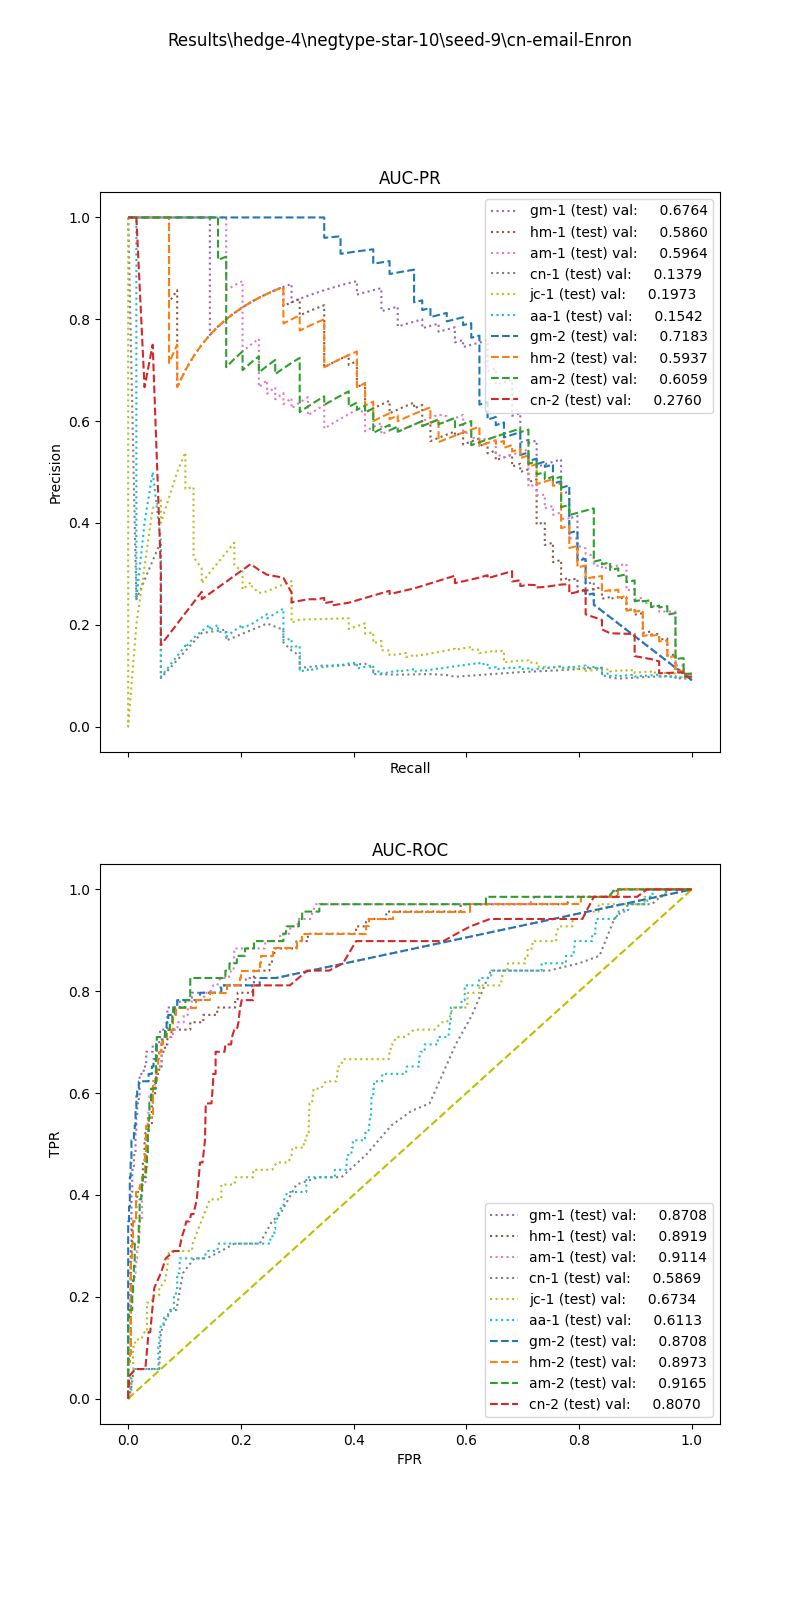 Results\hedge-4\negtype-star-10\seed-9\cn-email-Enron
AUC-PR
1.0
0.8
0.6
0.4
0.2
0.0
Precision
Recall
gm-1 (test) val: 0.6764
hm-1 (test) val: 0.5860
am-1 (test) val: 0.5964
cn-1 (test) val: 0.1379
jc-1 (test) val: 0.1973
aa-1 (test) val: 0.1542
gm-2 (test) val: 0.7183
hm-2 (test) val: 0.5937
am-2 (test) val: 0.6059
cn-2 (test) val: 0.2760
AUC-ROC
1.0
0.8
0.6
0.4
0.2
0.0
TPR
gm-1 (test) val: 0.8708
hm-1 (test) val: 0.8919
am-1 (test) val: 0.9114
cn-1 (test) val: 0.5869
jc-1 (test) val: 0.6734
aa-1 (test) val: 0.6113
gm-2 (test) val: 0.8708
hm-2 (test) val: 0.8973
am-2 (test) val: 0.9165
cn-2 (test) val: 0.8070
0.0 0.2 0.4 0.6 0.8 1.0
FPR